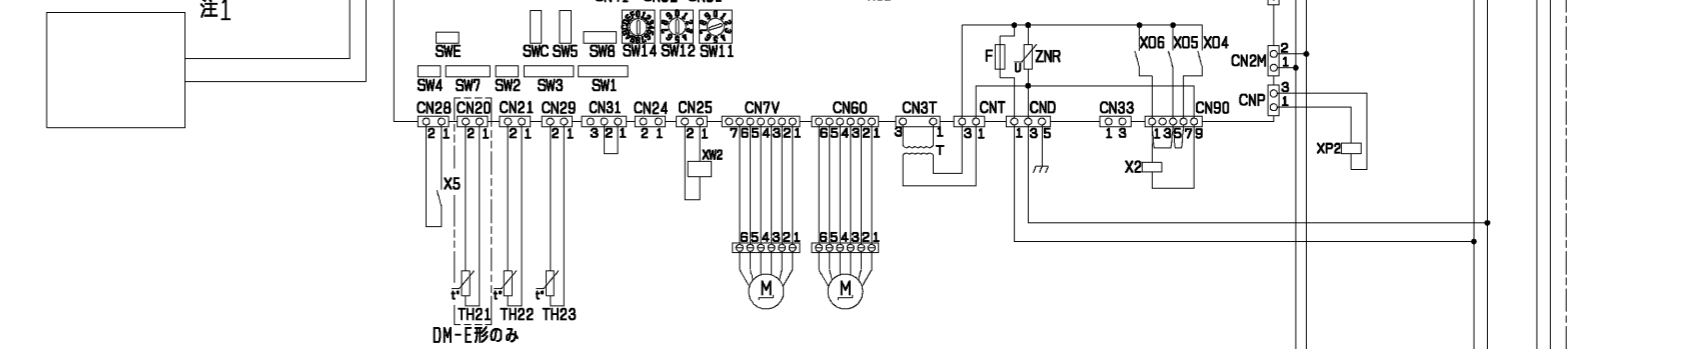 注1
SWE SWC SW5 SW8 SW14 SW12 SW11
F ZNR X06 X05 X04
CN2M 2 1
SW4 SW7 SW2 SW3 SW1
CNP 3 1
CN28 CN20 CN21 CN29 CN31 CN24 CN25 CN7V CN60 CN3T CNT CND CN33 CN90
2 1 2 1 2 1 2 1 3 2 1 2 1 2 1 7 6 5 4 3 2 1 6 5 4 3 2 1 3 1 3 1 1 3 5 1 3 1 3 5 7 9
XW2 T XP2
X2
X5
6 5 4 3 2 1 6 5 4 3 2 1
t° t° t° M M
TH21 TH22 TH23
DM-E形のみ